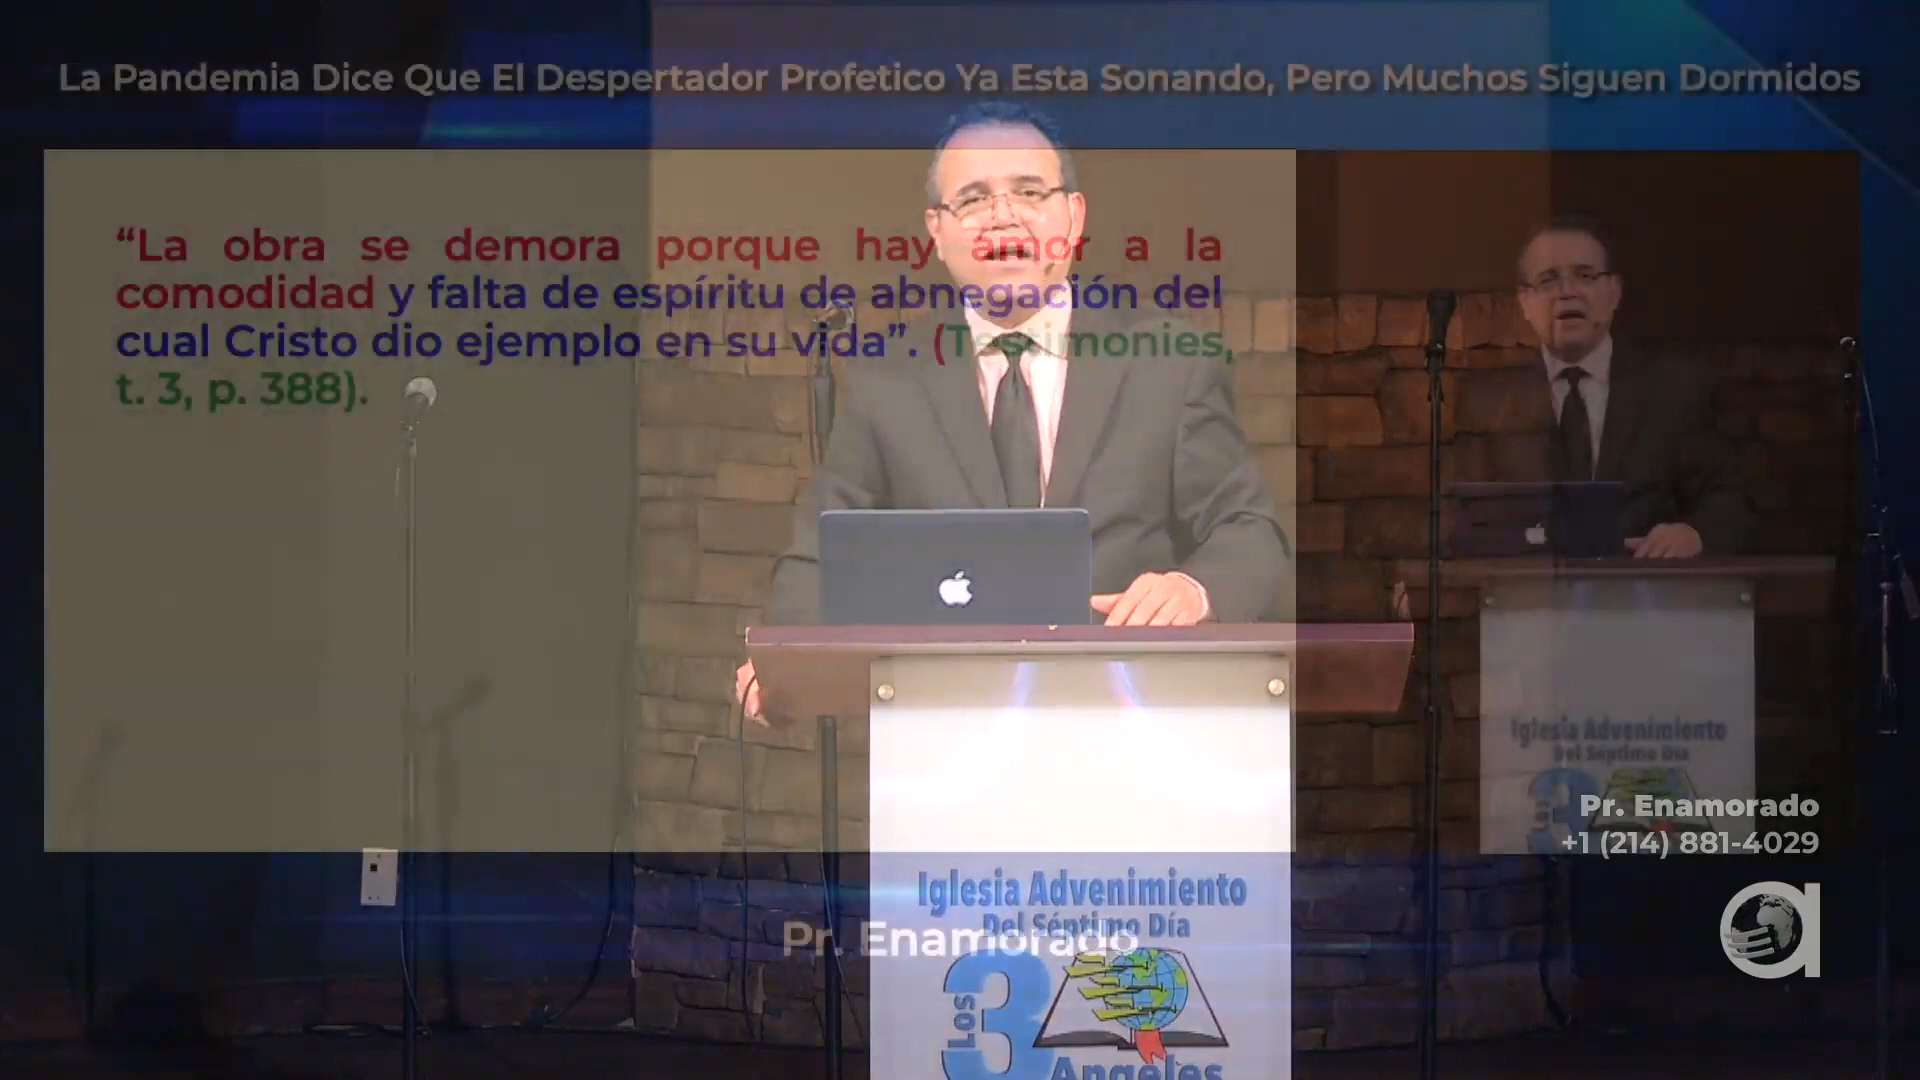 La Pandemia Dice Que El Despertador Profetico Ya Esta Sonando, Pero Muchos Siguen Dormidos
“La obra se demora porque hay amor a la
comodidad y falta de espíritu de abnegación del
cual Cristo dio ejemplo en su vida”. (Testimonies,
t. 3, p. 388).
Iglesia Advenimiento
Del Séptimo Día
Los
3
Pr. Enamorado
+1 (214) 881-4029
Iglesia Advenimiento
Del Séptimo Día
Pr. Enamorado
Los
3
Angeles